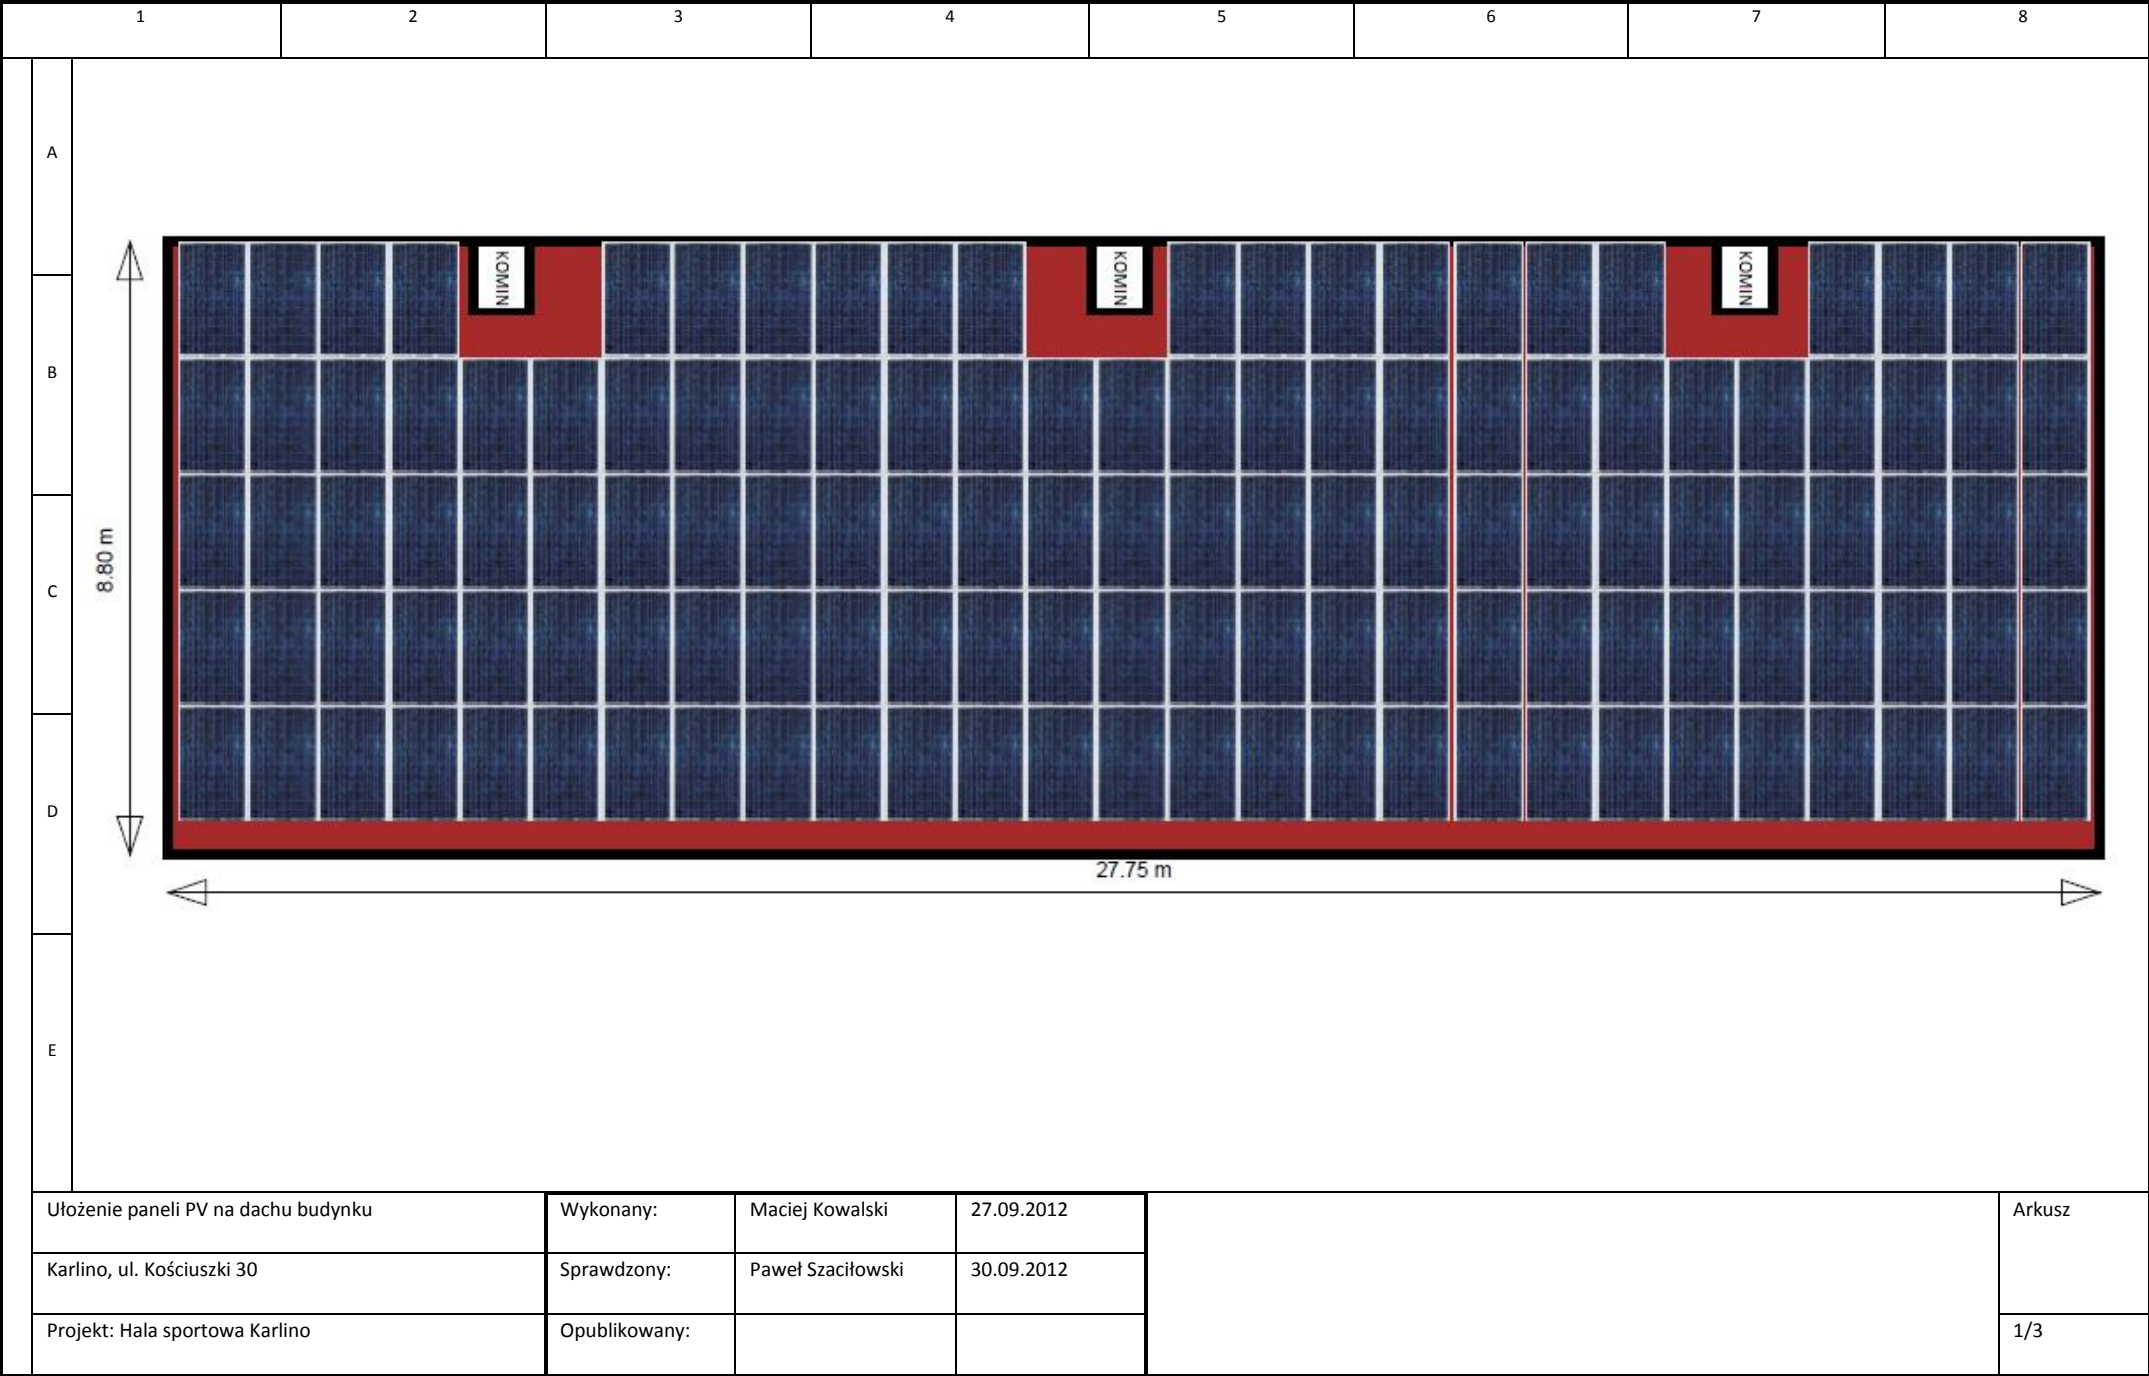 1 2 3 4 5 6 7 8
A
B
C
D
E
KOMIN KOMIN KOMIN
8.80 m
27.75 m
Ułożenie paneli PV na dachu budynku Wykonany: Maciej Kowalski 27.09.2012 Arkusz
Karlino, ul. Kościuszki 30 Sprawdzony: Paweł Szaciłowski 30.09.2012
Projekt: Hala sportowa Karlino Opublikowany: 1/3